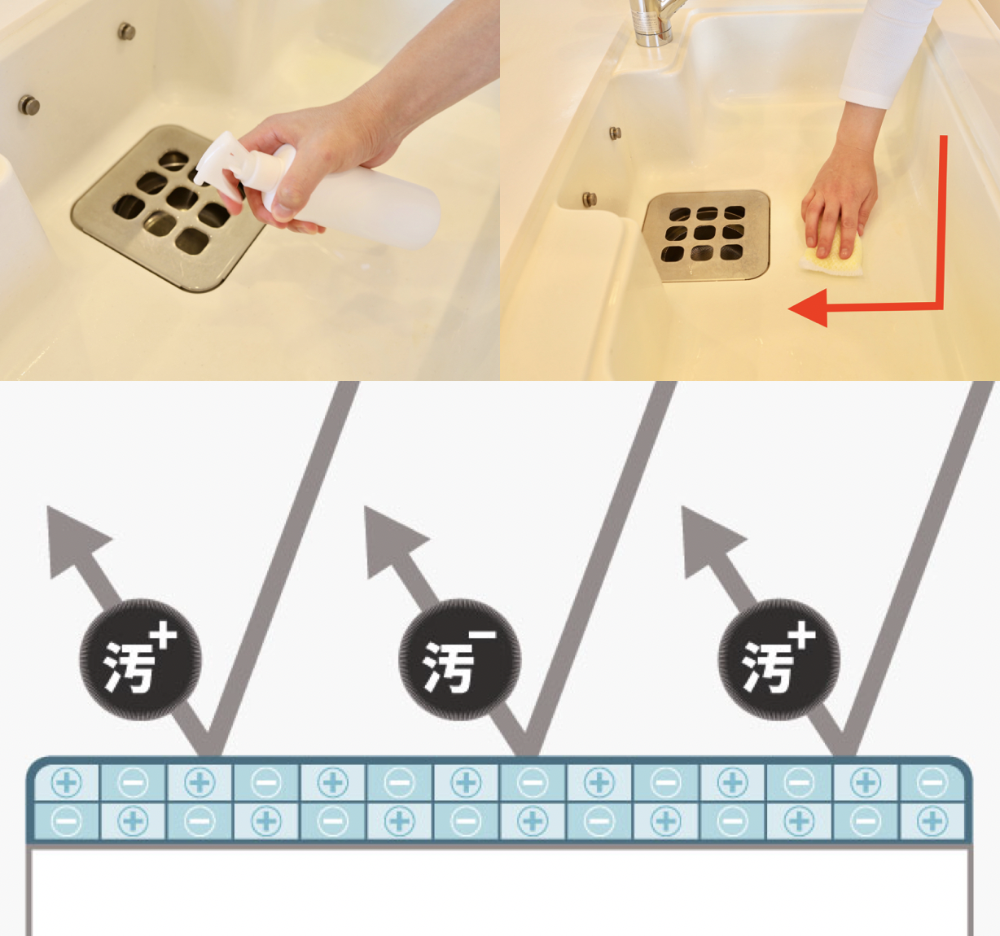 汚+ 汚− 汚+
+ − + − + − + − + − + − + −
− + − + − + − + − + − + − +